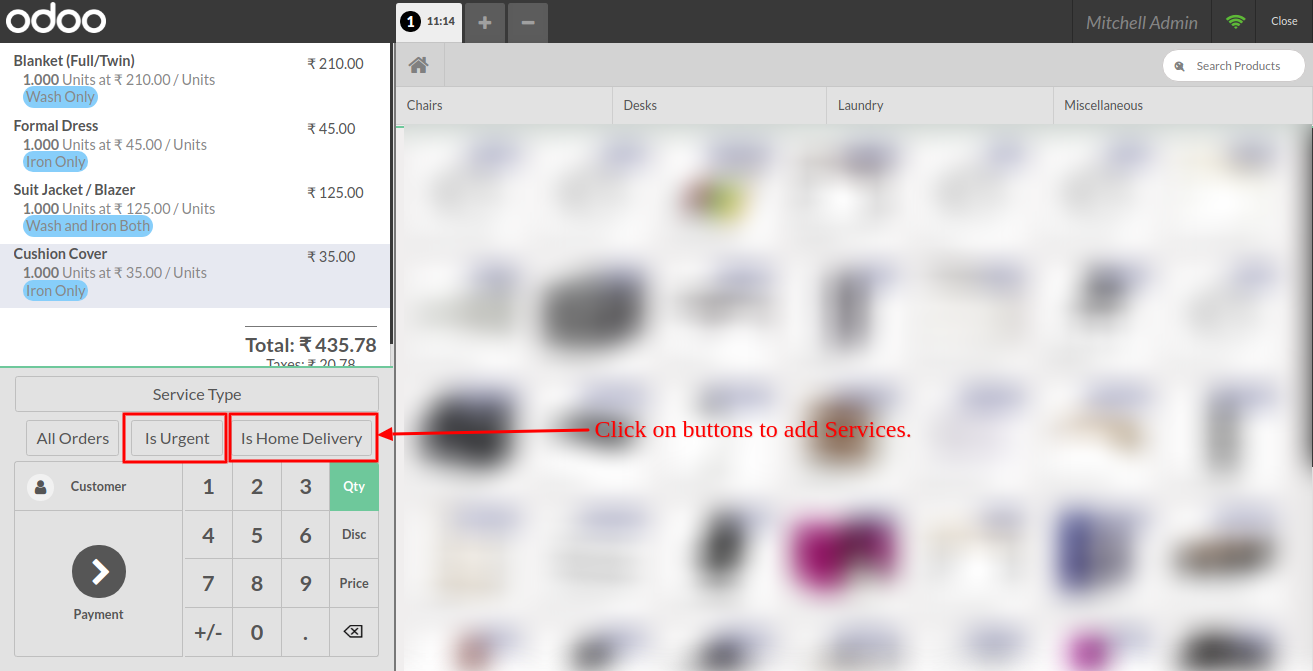 odoo
1 11:14
+
−
Mitchell Admin
Close
Search Products
Chairs
Desks
Laundry
Miscellaneous
Blanket (Full/Twin) ₹ 210.00
1.000 Units at ₹ 210.00 / Units
Wash Only
Formal Dress ₹ 45.00
1.000 Units at ₹ 45.00 / Units
Iron Only
Suit Jacket / Blazer ₹ 125.00
1.000 Units at ₹ 125.00 / Units
Wash and Iron Both
Cushion Cover ₹ 35.00
1.000 Units at ₹ 35.00 / Units
Iron Only
Total: ₹ 435.78
Taxes: ₹ 20.78
Service Type
All Orders
Is Urgent
Is Home Delivery
Click on buttons to add Services.
Customer
1 2 3 Qty
4 5 6 Disc
7 8 9 Price
+/- 0 .
Payment